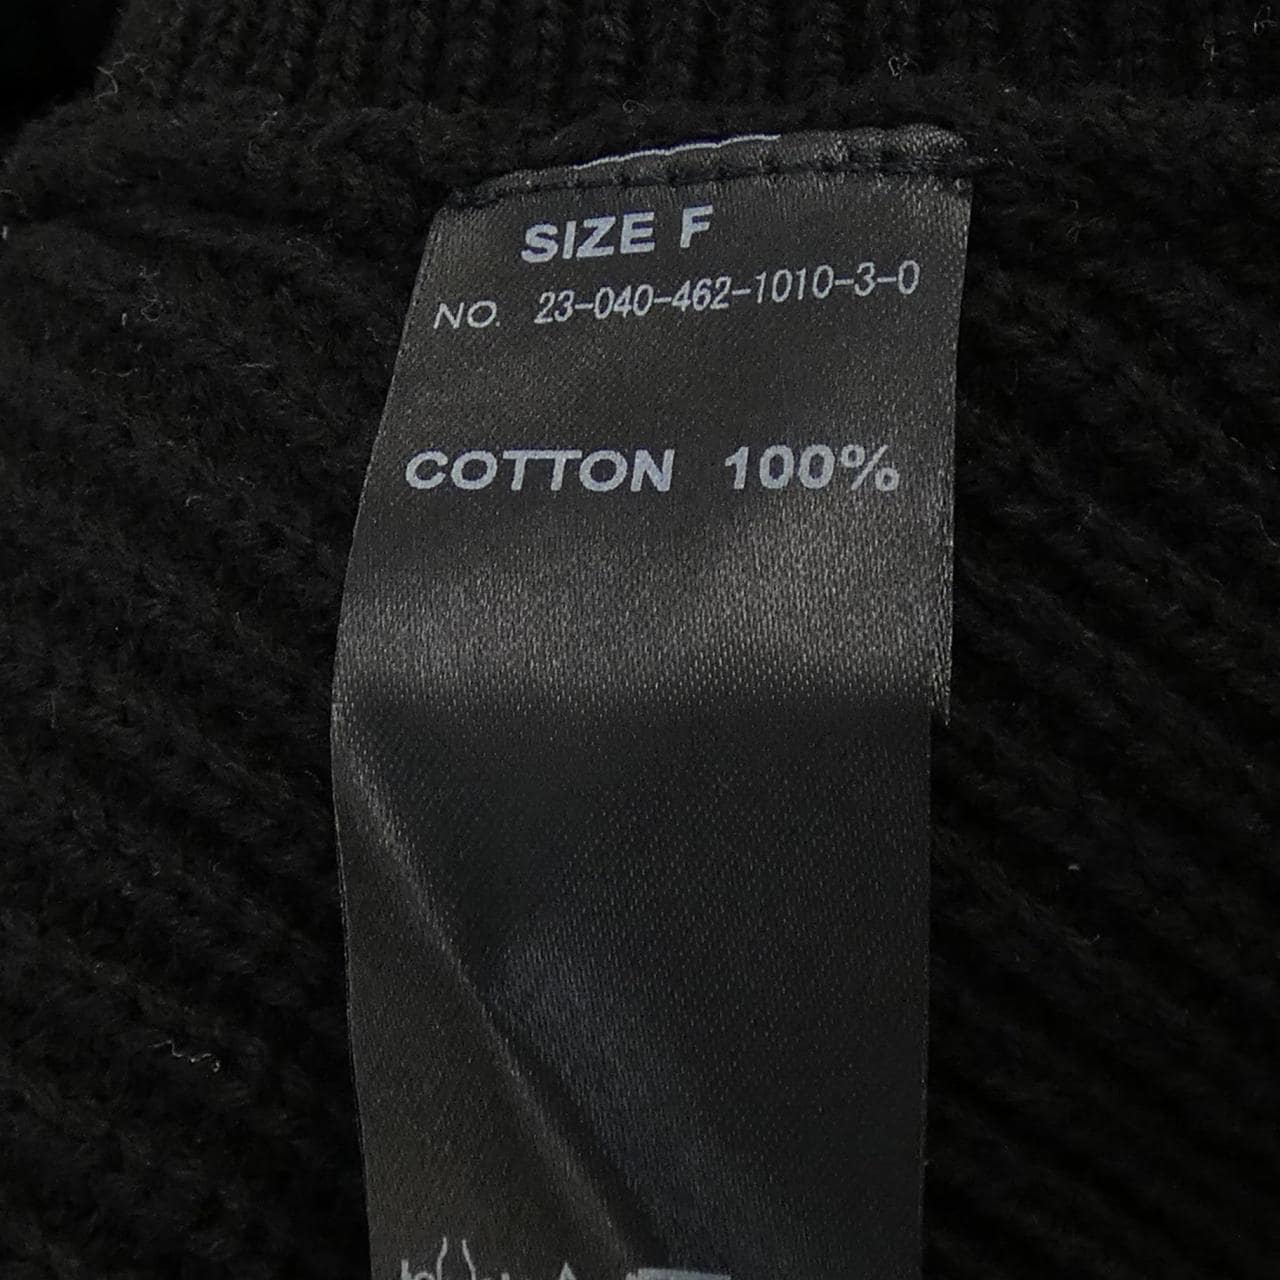 SIZE F
NO. 23-040-462-1010-3-0
COTTON 100%